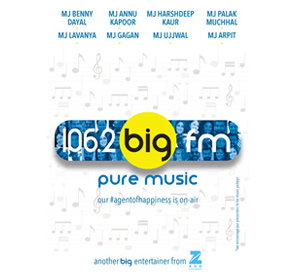 MJ BENNY MJ ANNU MJ HARSHDEEP MJ PALAK
DAYAL KAPOOR KAUR MUCHHAL
MJ LAVANYA MJ GAGAN MJ UJJWAL MJ ARPIT
106.2 big fm
pure music
our #agentofhappiness is on-air
another big entertainer from Z